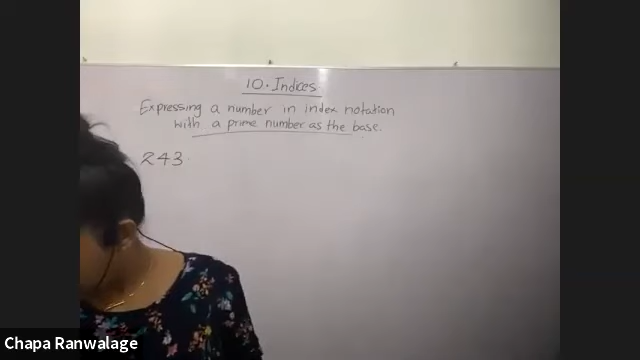 10. Indices
Expressing a number in index notation
with a prime number as the base.
243
Chapa Ranwalage